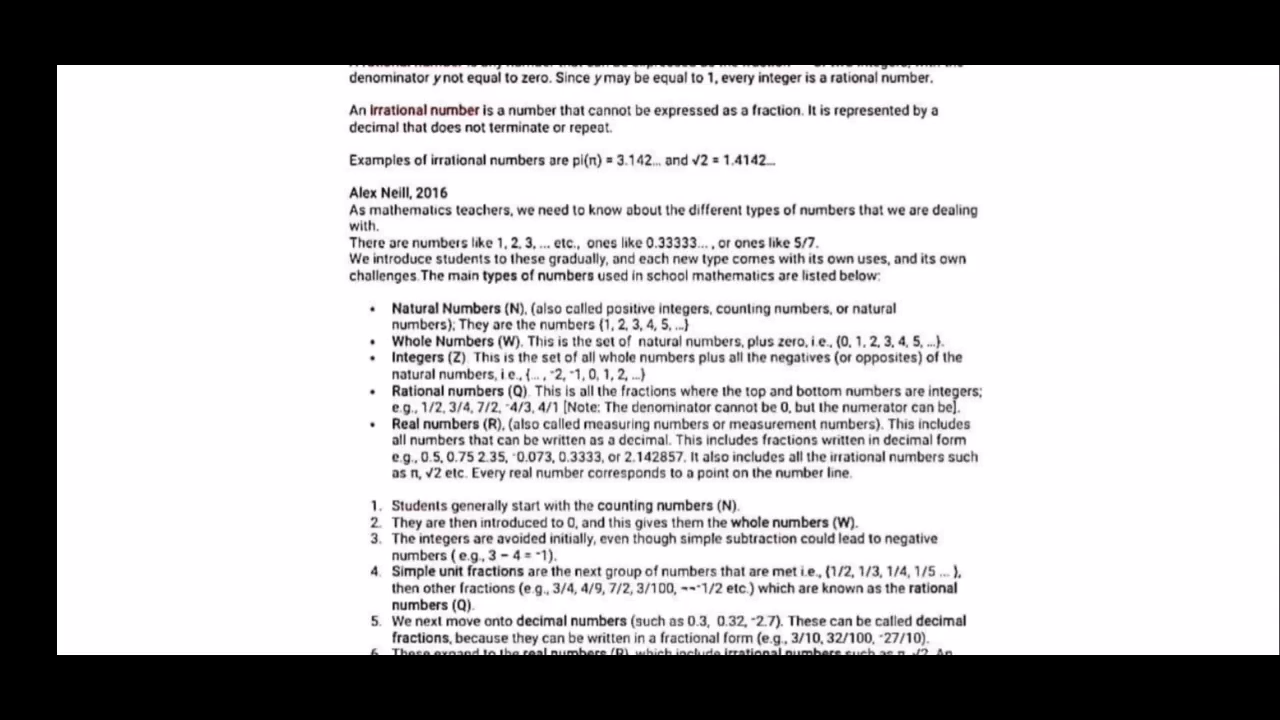 denominator y not equal to zero. Since y may be equal to 1, every integer is a rational number.
An irrational number is a number that cannot be expressed as a fraction. It is represented by a
decimal that does not terminate or repeat.
Examples of irrational numbers are pi(π) = 3.142... and √2 = 1.4142...
Alex Neill, 2016
As mathematics teachers, we need to know about the different types of numbers that we are dealing
with.
There are numbers like 1, 2, 3, ... etc., ones like 0.33333... , or ones like 5/7.
We introduce students to these gradually, and each new type comes with its own uses, and its own
challenges. The main types of numbers used in school mathematics are listed below:
• Natural Numbers (N), (also called positive integers, counting numbers, or natural
numbers); They are the numbers {1, 2, 3, 4, 5, ...}
• Whole Numbers (W). This is the set of natural numbers, plus zero, i.e., {0, 1, 2, 3, 4, 5, ...}.
• Integers (Z). This is the set of all whole numbers plus all the negatives (or opposites) of the
natural numbers, i.e., {... , ⁻2, ⁻1, 0, 1, 2, ...}
• Rational numbers (Q). This is all the fractions where the top and bottom numbers are integers;
e.g., 1/2, 3/4, 7/2, ⁻4/3, 4/1 [Note: The denominator cannot be 0, but the numerator can be].
• Real numbers (R), (also called measuring numbers or measurement numbers). This includes
all numbers that can be written as a decimal. This includes fractions written in decimal form
e.g., 0.5, 0.75 2.35, ⁻0.073, 0.3333, or 2.142857. It also includes all the irrational numbers such
as π, √2 etc. Every real number corresponds to a point on the number line.
1. Students generally start with the counting numbers (N).
2. They are then introduced to 0, and this gives them the whole numbers (W).
3. The integers are avoided initially, even though simple subtraction could lead to negative
numbers ( e.g., 3 – 4 = ⁻1).
4. Simple unit fractions are the next group of numbers that are met i.e., {1/2, 1/3, 1/4, 1/5 ... },
then other fractions (e.g., 3/4, 4/9, 7/2, 3/100, ¬¬⁻1/2 etc.) which are known as the rational
numbers (Q).
5. We next move onto decimal numbers (such as 0.3, 0.32, ⁻2.7). These can be called decimal
fractions, because they can be written in a fractional form (e.g., 3/10, 32/100, ⁻27/10).
6. These expand to the real numbers (R), which include irrational numbers such as π, √2. An